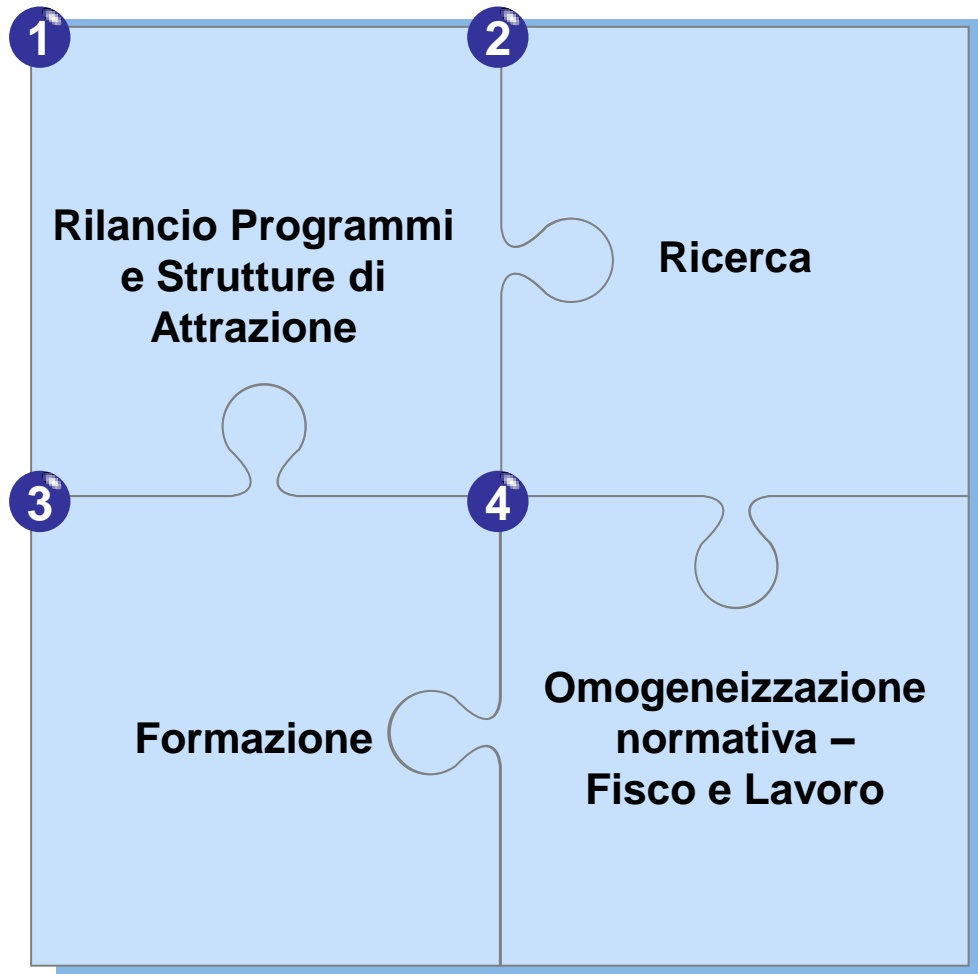 1
Rilancio Programmi
e Strutture di
Attrazione
2
Ricerca
3
Formazione
4
Omogeneizzazione
normativa –
Fisco e Lavoro